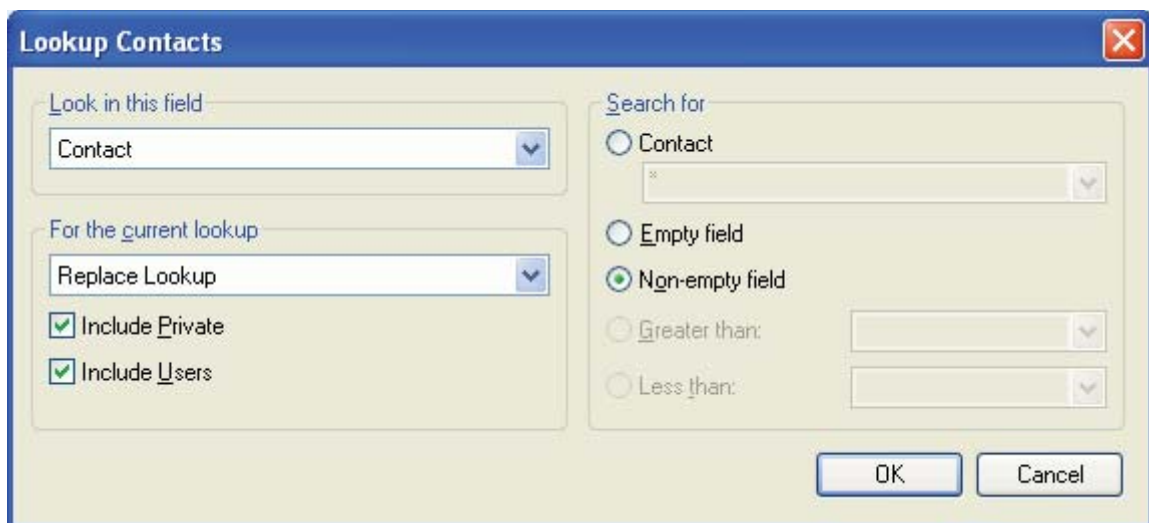 Lookup Contacts
Look in this field
Contact
For the current lookup
Replace Lookup
Include Private
Include Users
Search for
Contact
*
Empty field
Non-empty field
Greater than:
Less than:
OK
Cancel